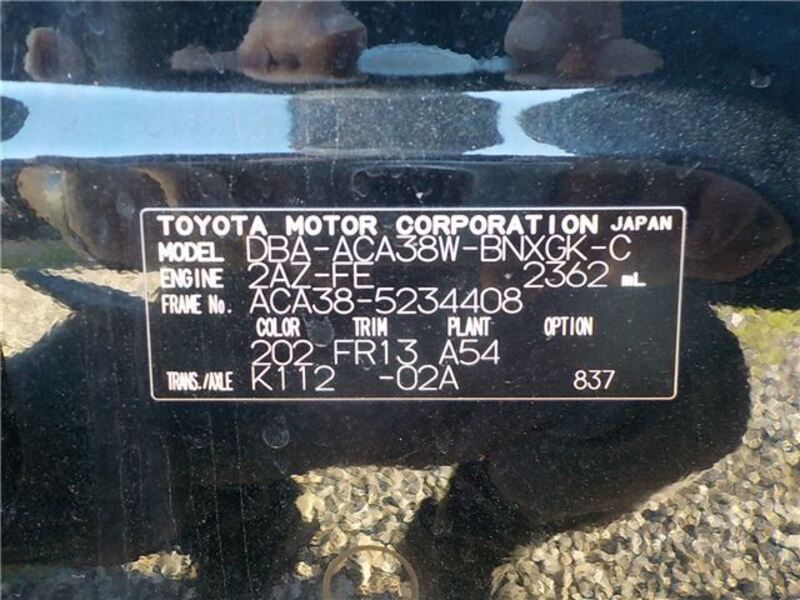 TOYOTA MOTOR CORPORATION JAPAN
MODEL DBA-ACA38W-BNXGK-C
ENGINE 2AZ-FE 2362 mL
FRAME No. ACA38-5234408
COLOR TRIM PLANT OPTION
202 FR13 A54
TRANS./AXLE K112 -02A 837